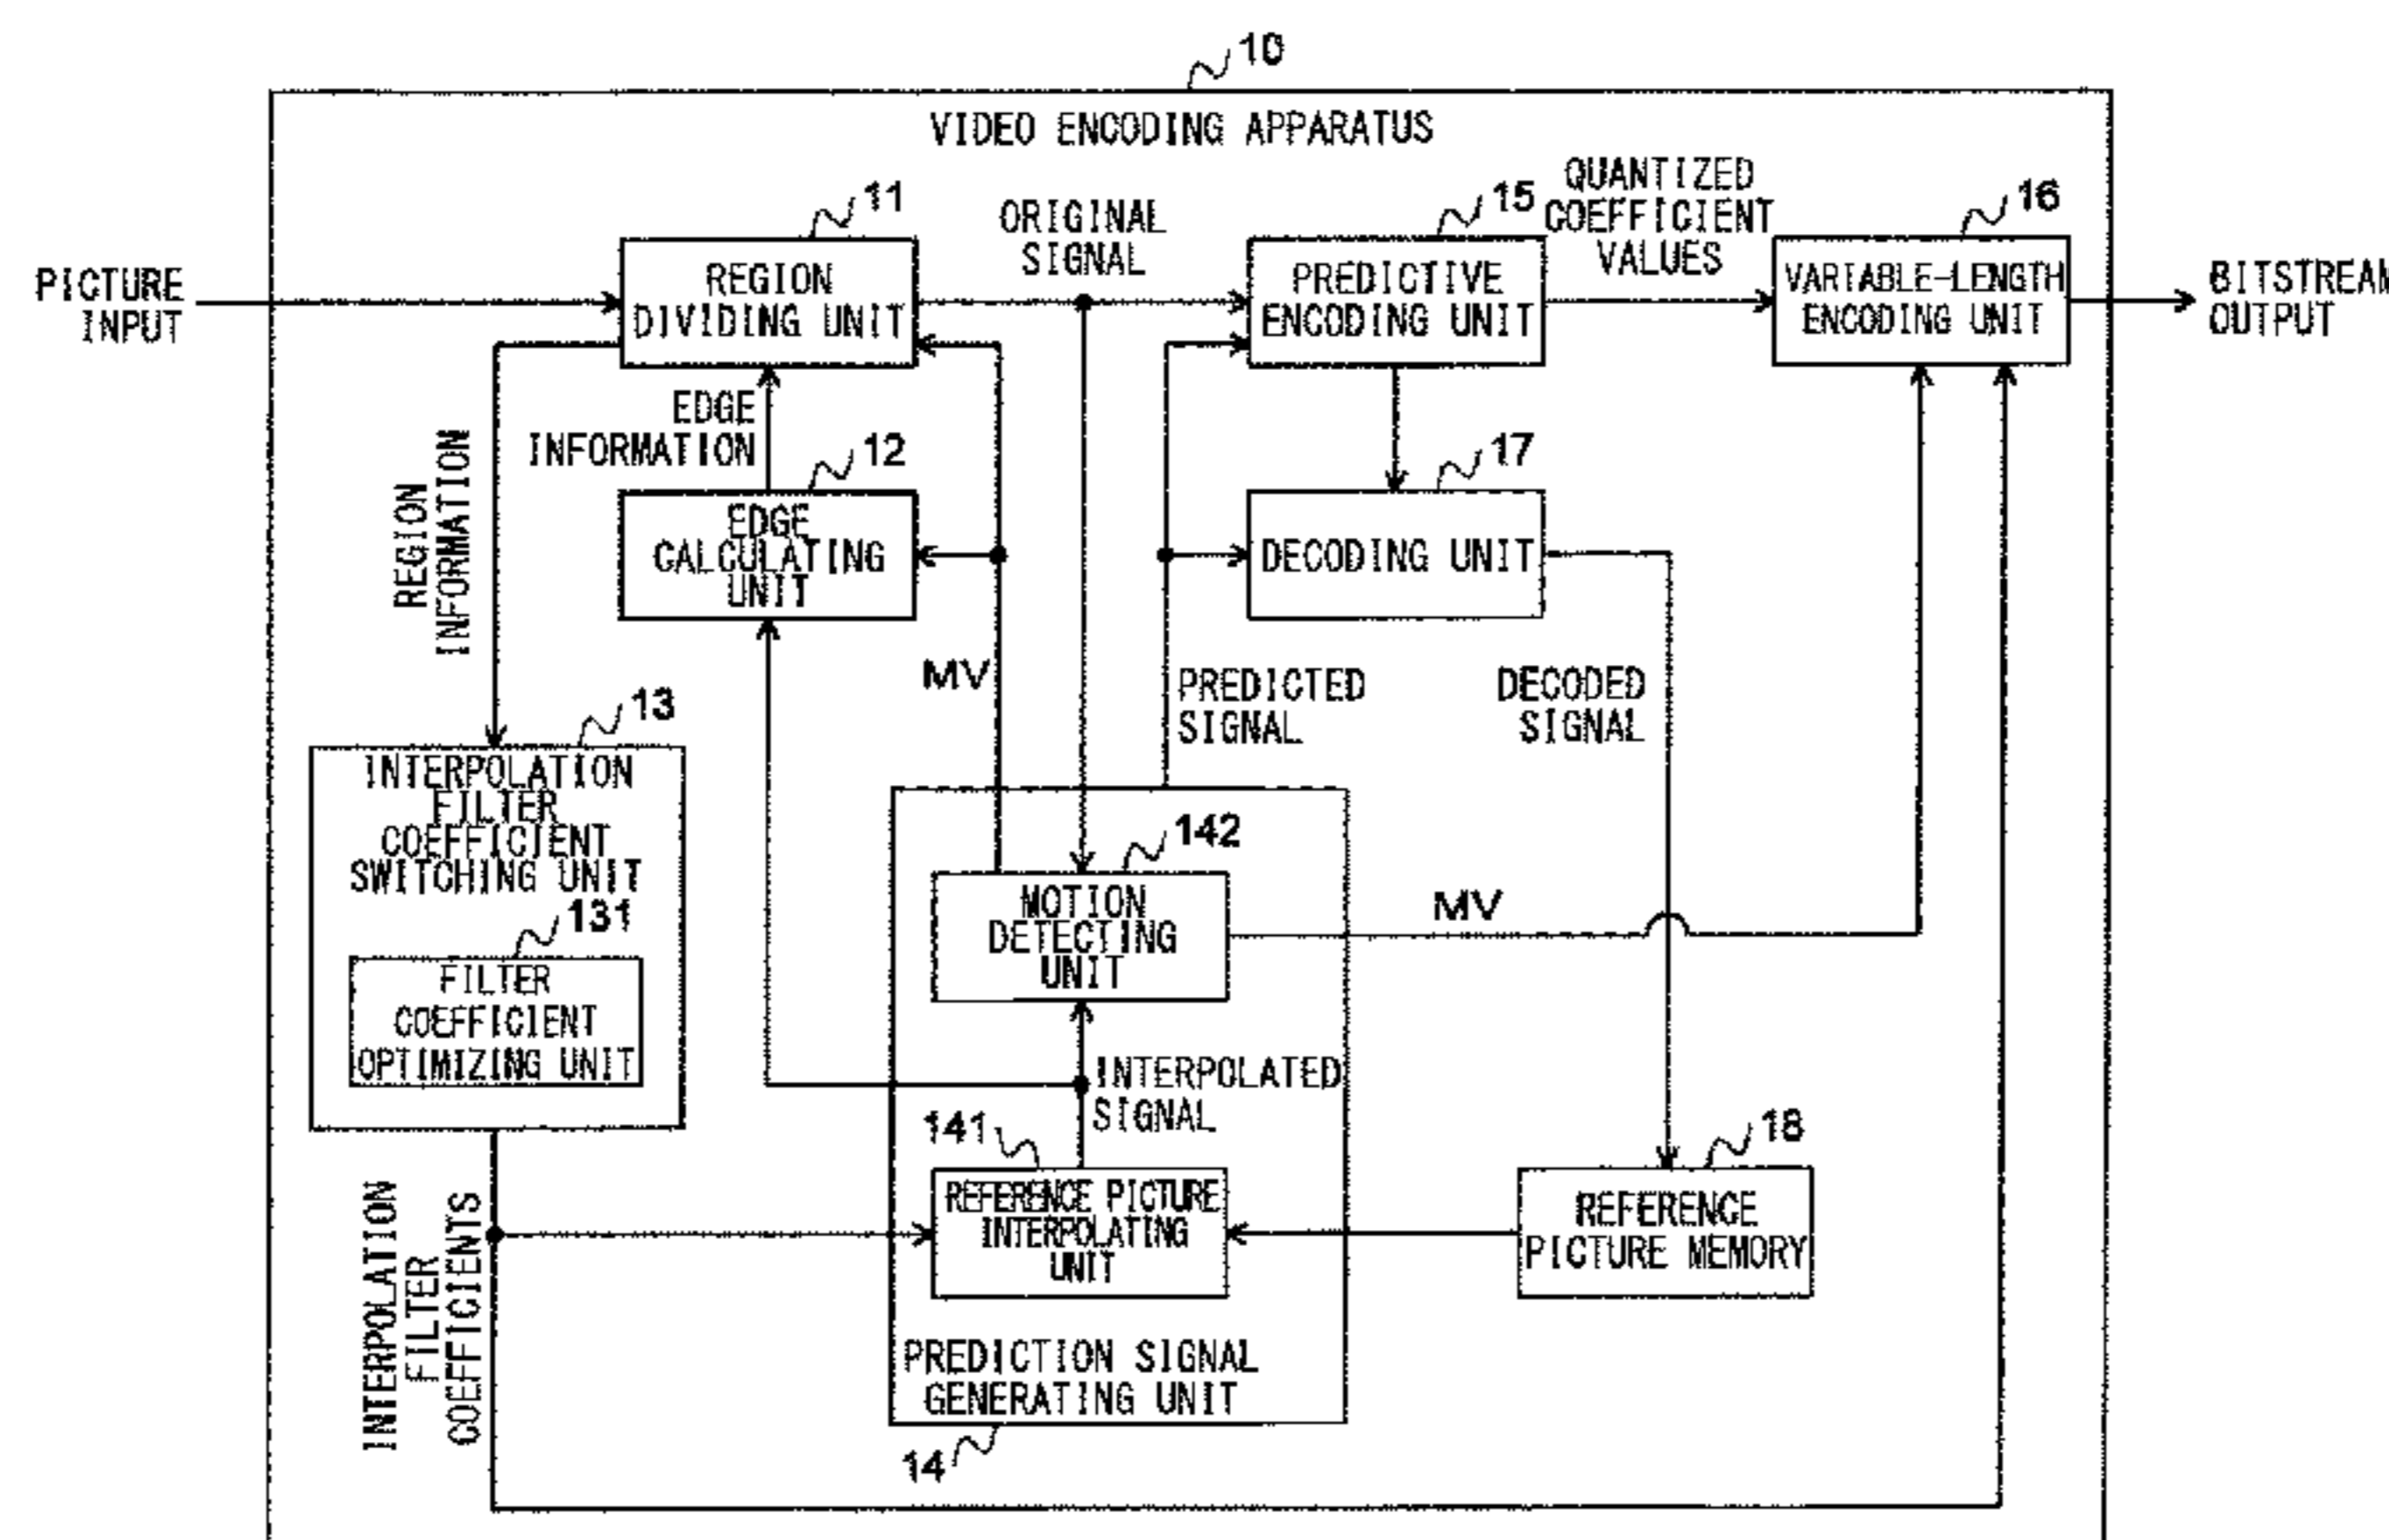 10
VIDEO ENCODING APPARATUS
PICTURE
INPUT
11
REGION
DIVIDING UNIT
ORIGINAL
SIGNAL
15
PREDICTIVE
ENCODING UNIT
QUANTIZED
COEFFICIENT
VALUES
16
VARIABLE-LENGTH
ENCODING UNIT
BITSTREAM
OUTPUT
EDGE
INFORMATION
REGION
INFORMATION
12
EDGE
CALCULATING
UNIT
17
DECODING UNIT
MV
PREDICTED
SIGNAL
DECODED
SIGNAL
13
INTERPOLATION
FILTER
COEFFICIENT
SWITCHING UNIT
131
FILTER
COEFFICIENT
OPTIMIZING UNIT
142
MOTION
DETECTING
UNIT
MV
INTERPOLATED
SIGNAL
141
REFERENCE PICTURE
INTERPOLATING
UNIT
18
REFERENCE
PICTURE MEMORY
INTERPOLATION
FILTER
COEFFICIENTS
PREDICTION SIGNAL
GENERATING UNIT
14